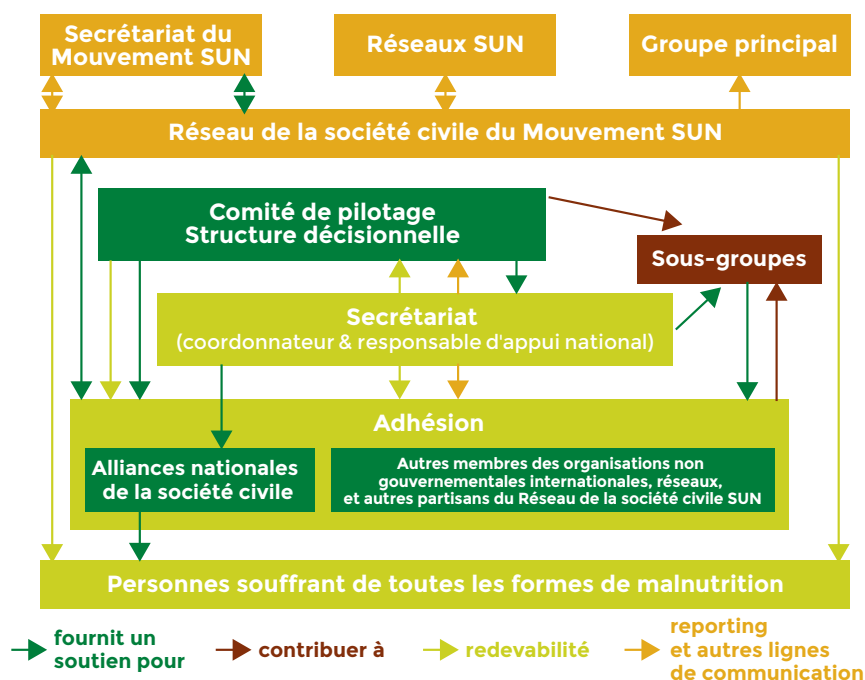 Secrétariat du
Mouvement SUN
Réseaux SUN
Groupe principal
Réseau de la société civile du Mouvement SUN
Comité de pilotage
Structure décisionnelle
Sous-groupes
Secrétariat
(coordonnateur & responsable d'appui national)
Adhésion
Alliances nationales
de la société civile
Autres membres des organisations non
gouvernementales internationales, réseaux,
et autres partisans du Réseau de la société civile SUN
Personnes souffrant de toutes les formes de malnutrition
fournit un
soutien pour
contribuer à
redevabilité
reporting
et autres lignes
de communication